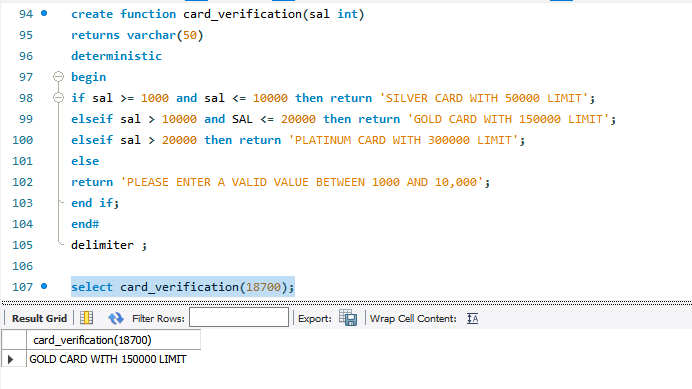 94 create function card_verification(sal int)
95 returns varchar(50)
96 deterministic
97 begin
98 if sal >= 1000 and sal <= 10000 then return 'SILVER CARD WITH 50000 LIMIT';
99 elseif sal > 10000 and SAL <= 20000 then return 'GOLD CARD WITH 150000 LIMIT';
100 elseif sal > 20000 then return 'PLATINUM CARD WITH 300000 LIMIT';
101 else
102 return 'PLEASE ENTER A VALID VALUE BETWEEN 1000 AND 10,000';
103 end if;
104 end#
105 delimiter ;
106
107 select card_verification(18700);
Result Grid Filter Rows: Export: Wrap Cell Content: IA
card_verification(18700)
GOLD CARD WITH 150000 LIMIT